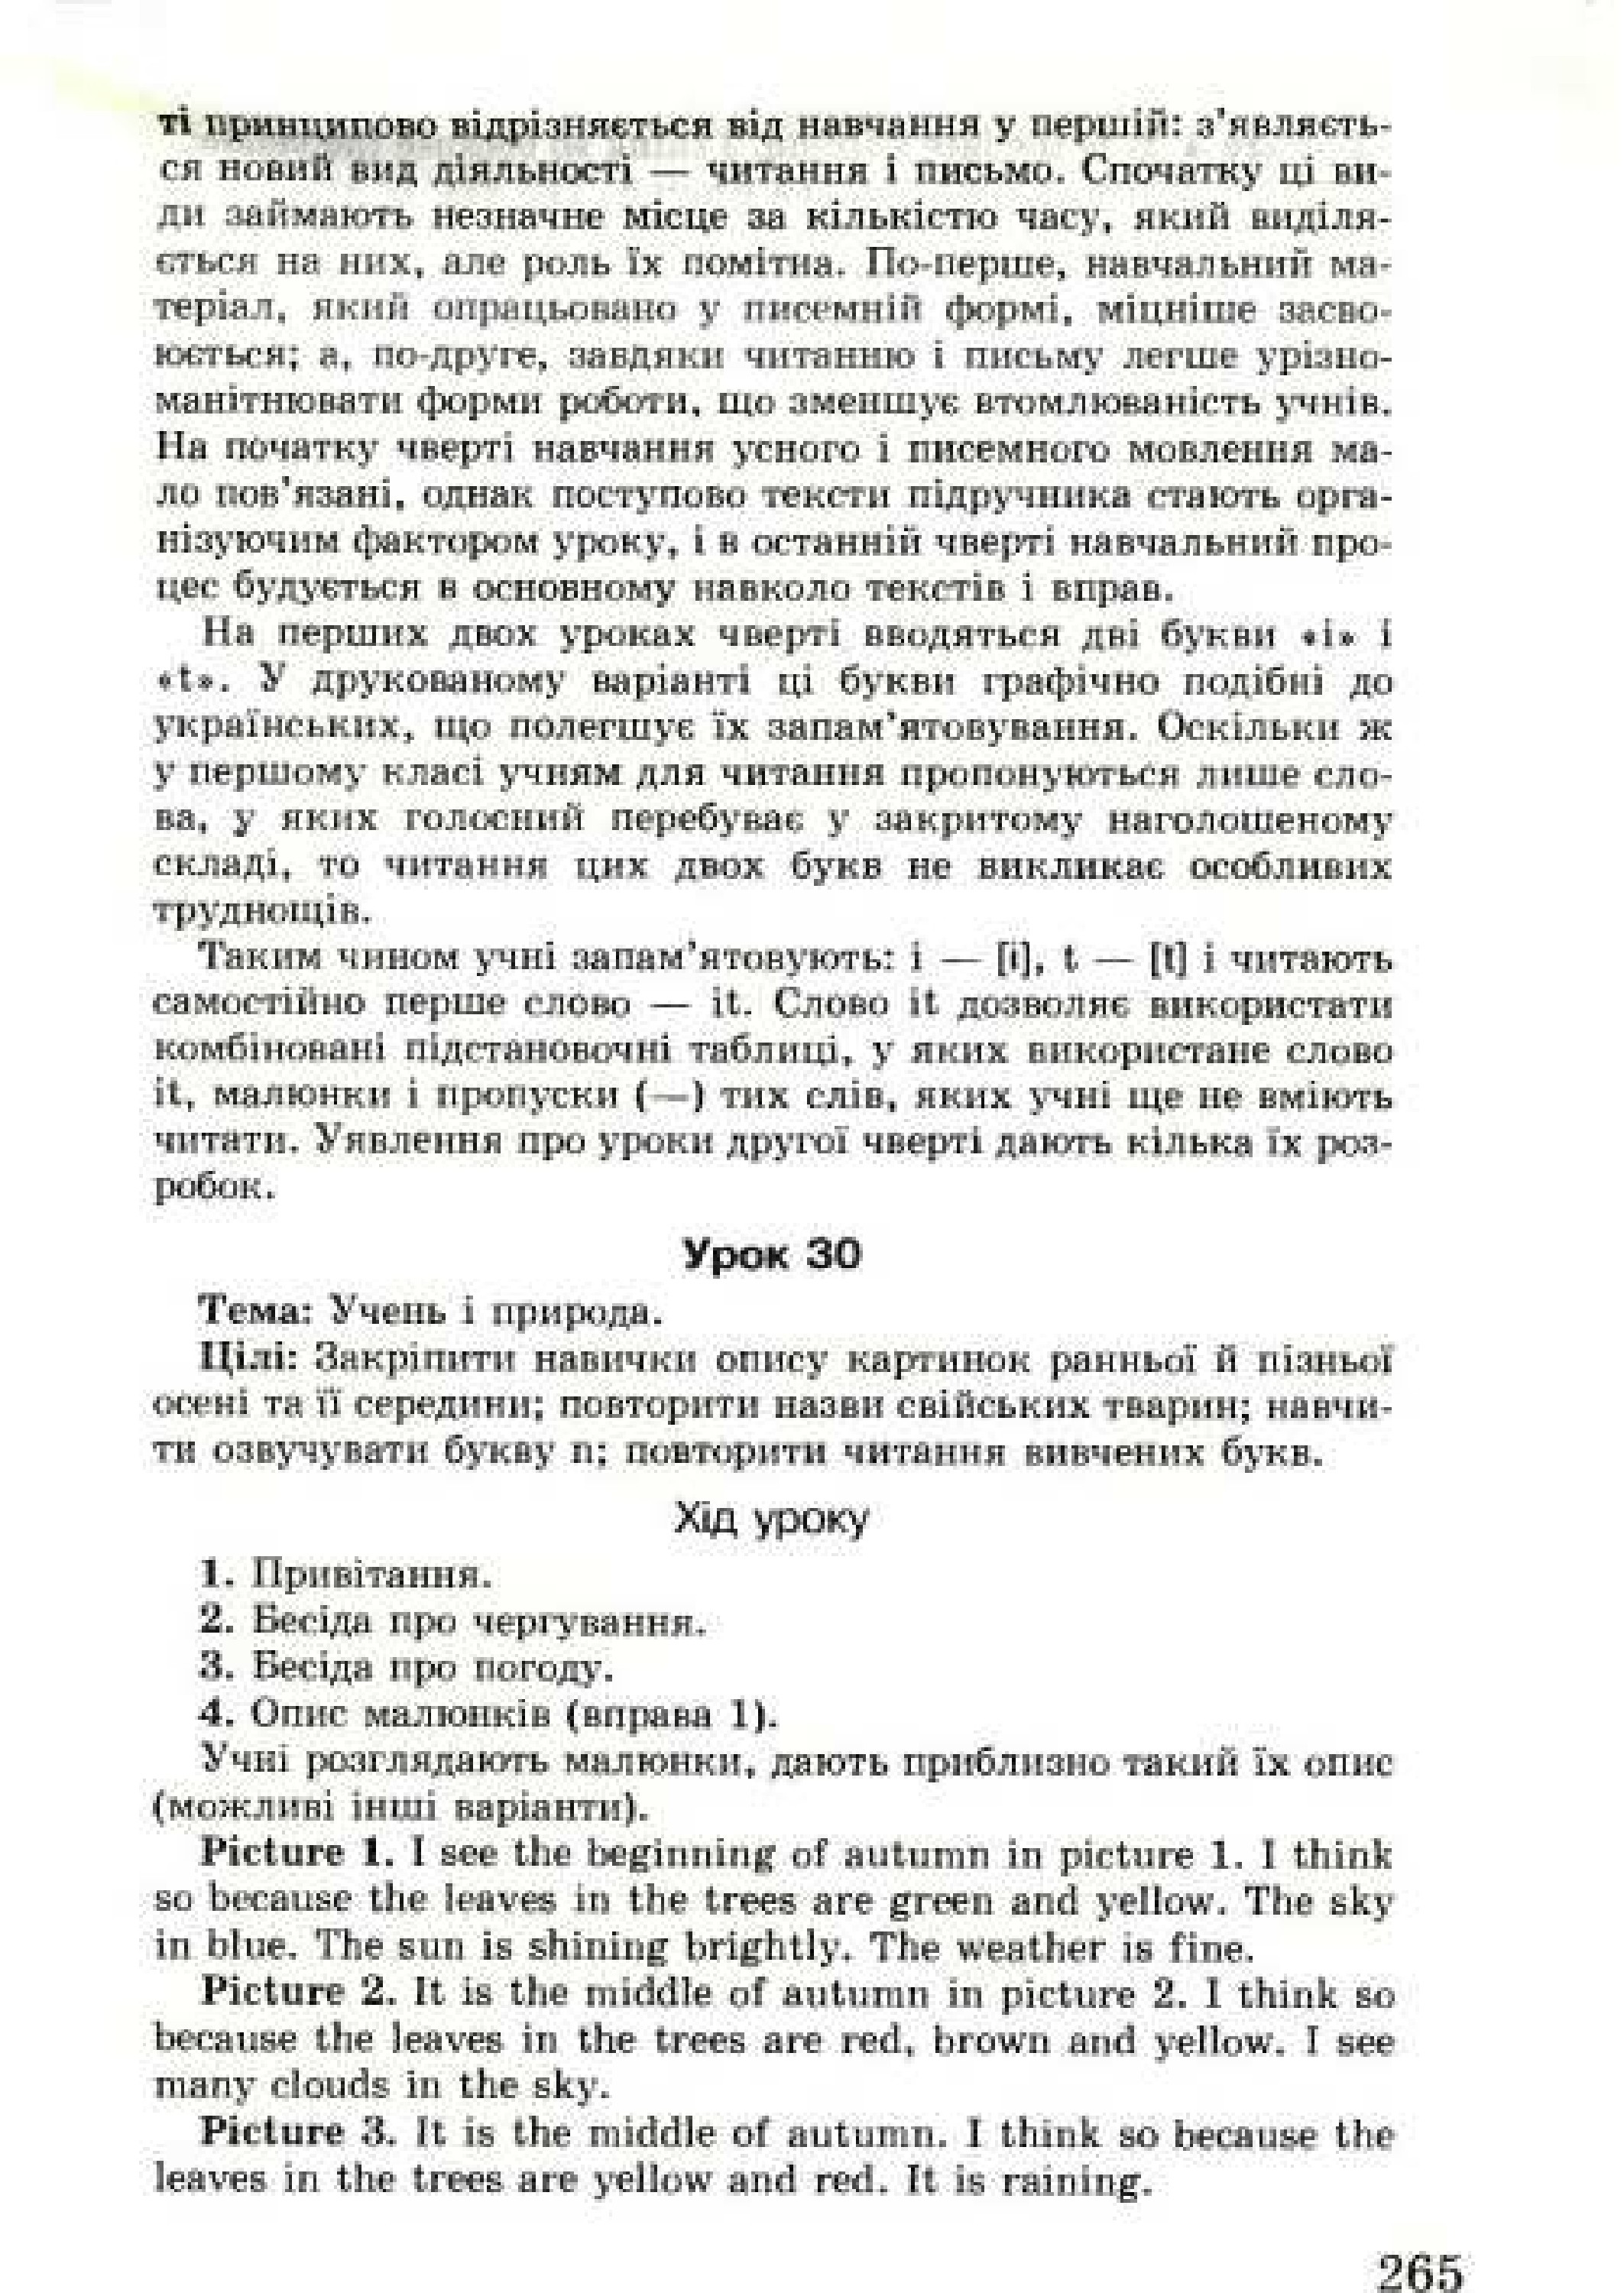 ті принципово відрізняється від навчання у першій: з'являєть-
ся новий вид діяльності — читання і письмо. Спочатку ці ви-
ди займають незначне місце за кількістю часу, який виділя-
ється на них, але роль їх помітна. По-перше, навчальний ма-
теріал, який опрацьовано у писемній формі, міцніше засво-
юється; а, по-друге, завдяки читанню і письму легше урізно-
манітнювати форми роботи, що зменшує втомлюваність учнів.
На початку чверті навчання усного і писемного мовлення ма-
ло пов'язані, однак поступово тексти підручника стають орга-
нізуючим фактором уроку, і в останній чверті навчальний про-
цес будується в основному навколо текстів і вправ.
На перших двох уроках чверті вводяться дві букви «i» і
«t». У друкованому варіанті ці букви графічно подібні до
українських, що полегшує їх запам'ятовування. Оскільки ж
у першому класі учням для читання пропонуються лише сло-
ва, у яких голосний перебуває у закритому наголошеному
складі, то читання цих двох букв не викликає особливих
труднощів.
Таким чином учні запам'ятовують: i — [i], t — [t] і читають
самостійно перше слово — it. Слово it дозволяє використати
комбіновані підстановочні таблиці, у яких використане слово
it, малюнки і пропуски (—) тих слів, яких учні ще не вміють
читати. Уявлення про уроки другої чверті дають кілька їх роз-
робок.
Урок 30
Тема: Учень і природа.
Цілі: Закріпити навички опису картинок ранньої й пізньої
осені та її середини; повторити назви свійських тварин; навчи-
ти озвучувати букву n; повторити читання вивчених букв.
Хід уроку
1. Привітання.
2. Бесіда про чергування.
3. Бесіда про погоду.
4. Опис малюнків (вправа 1).
Учні розглядають малюнки, дають приблизно такий їх опис
(можливі інші варіанти).
Picture 1. I see the beginning of autumn in picture 1. I think
so because the leaves in the trees are green and yellow. The sky
in blue. The sun is shining brightly. The weather is fine.
Picture 2. It is the middle of autumn in picture 2. I think so
because the leaves in the trees are red, brown and yellow. I see
many clouds in the sky.
Picture 3. It is the middle of autumn. I think so because the
leaves in the trees are yellow and red. It is raining.
265